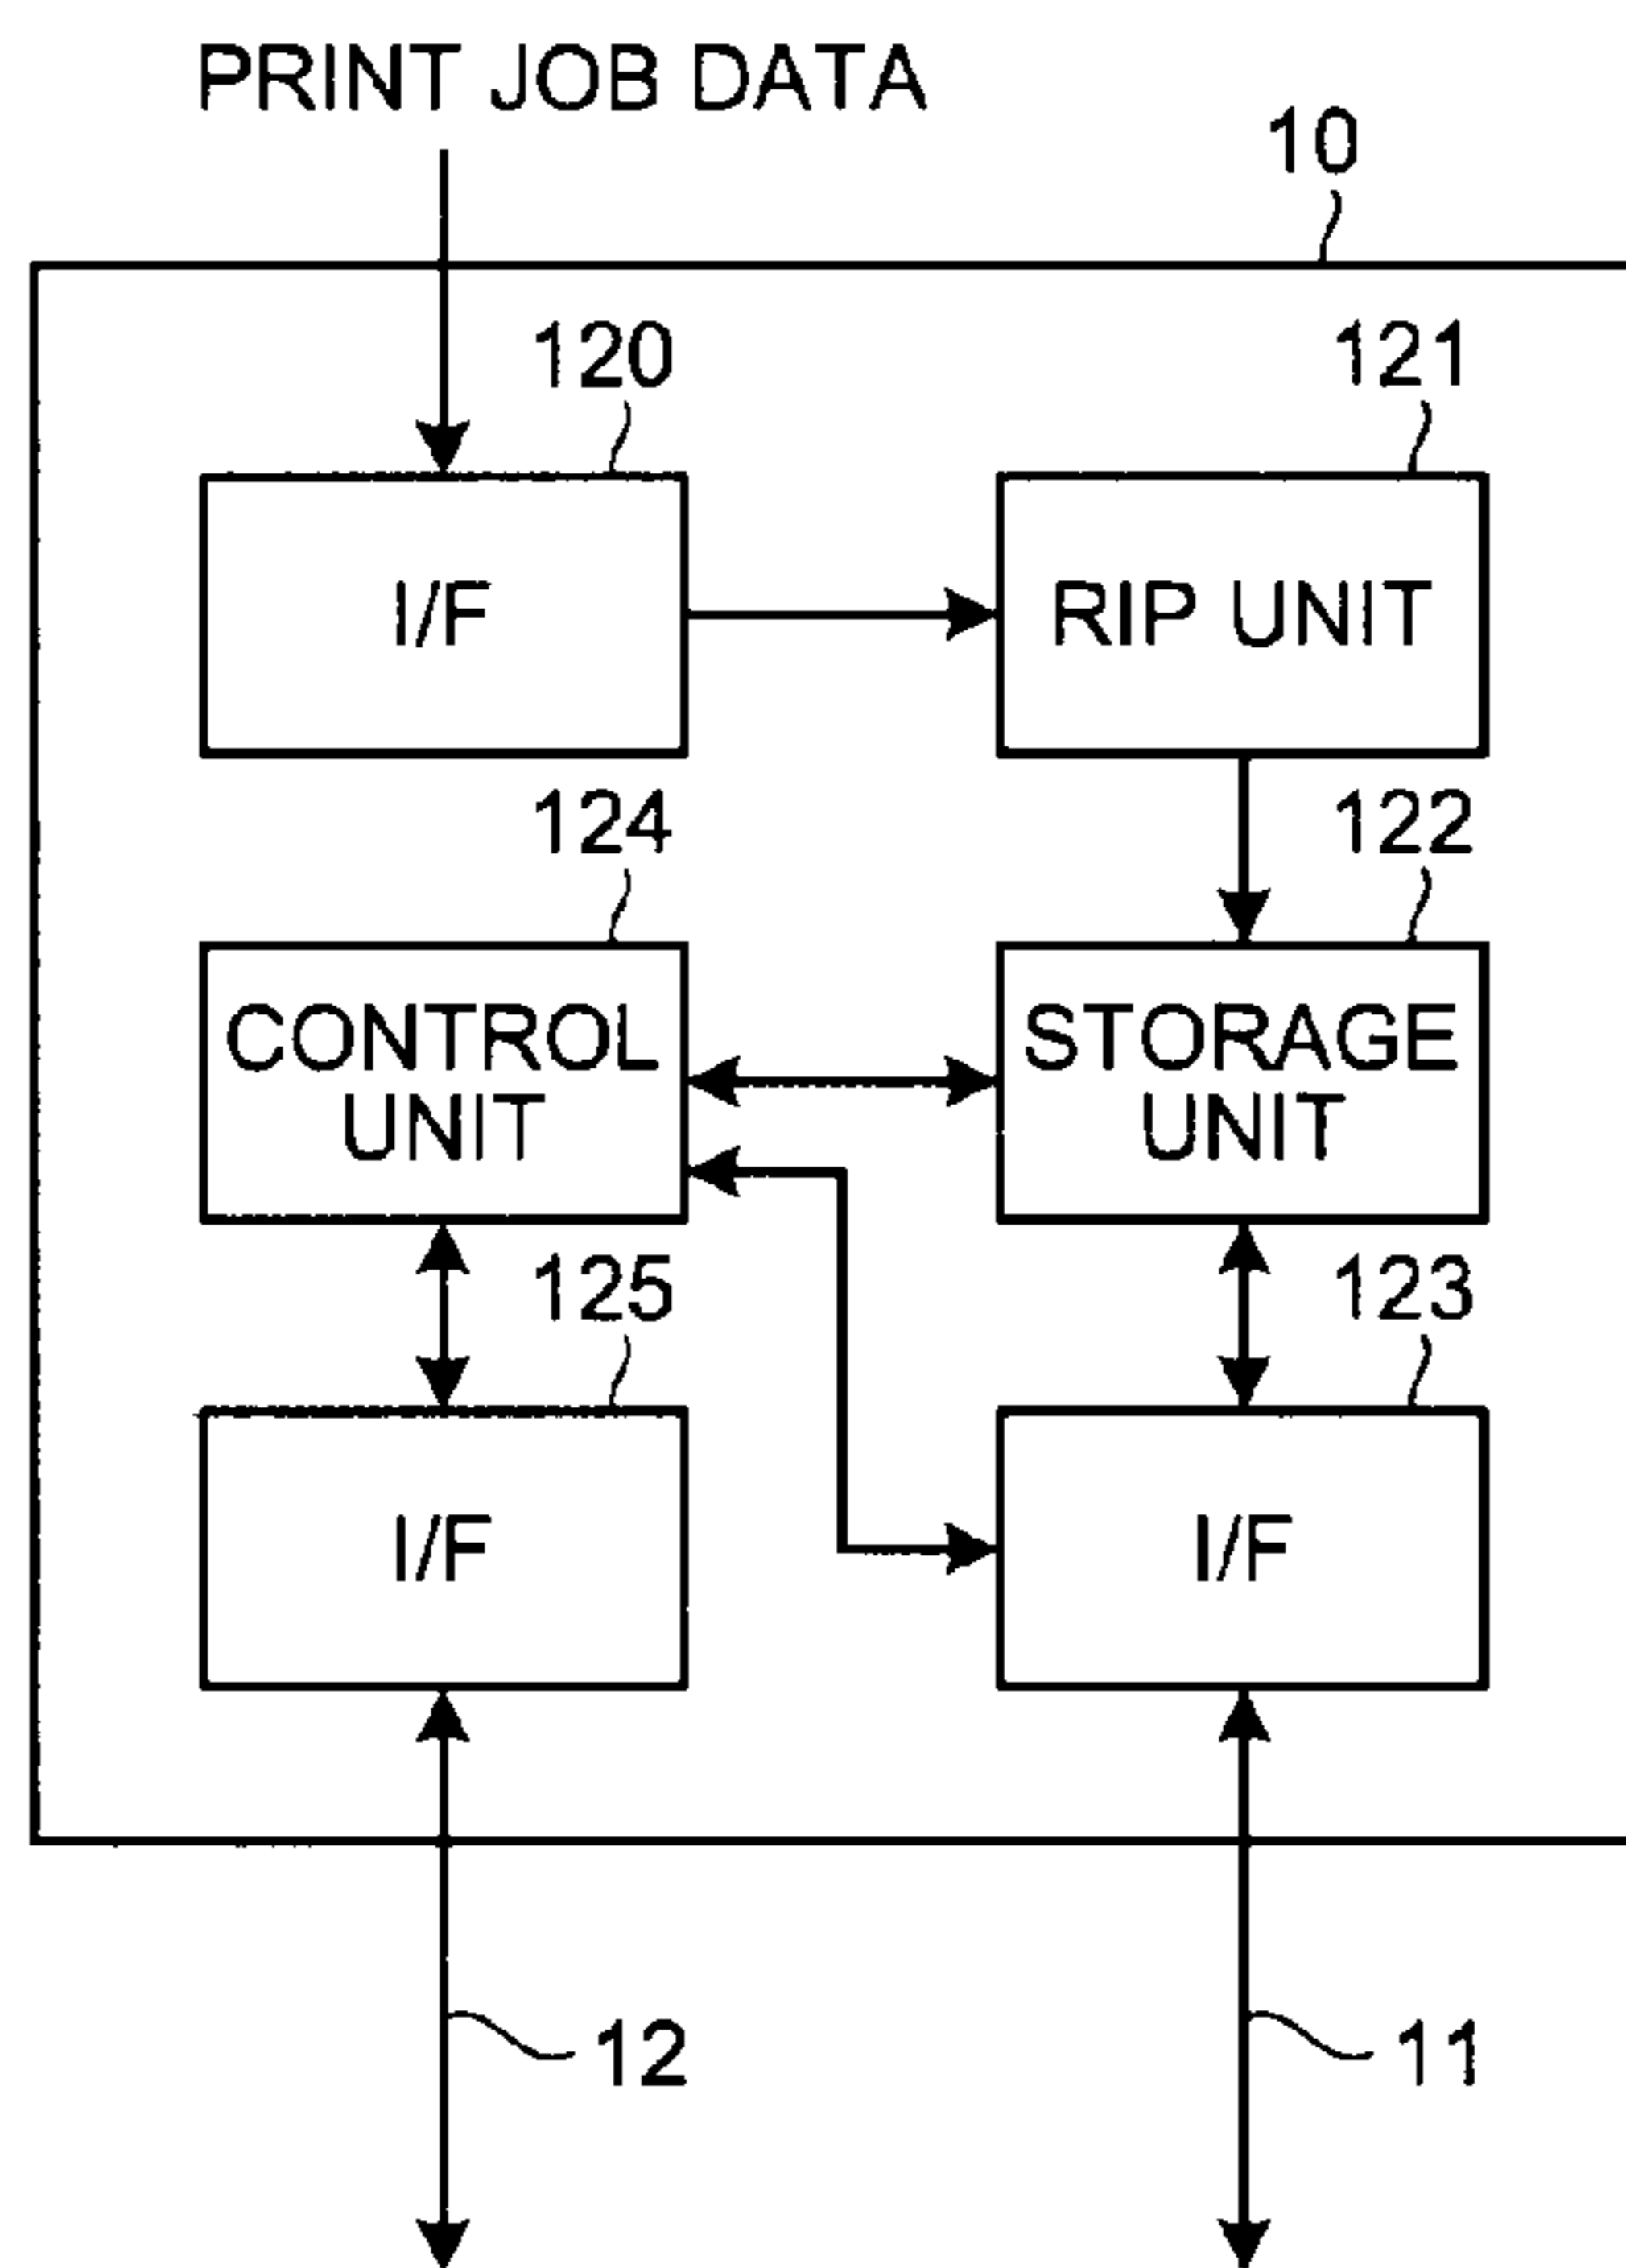 PRINT JOB DATA
10
120
121
I/F
RIP UNIT
124
122
CONTROL
UNIT
STORAGE
UNIT
125
123
I/F
I/F
12
11